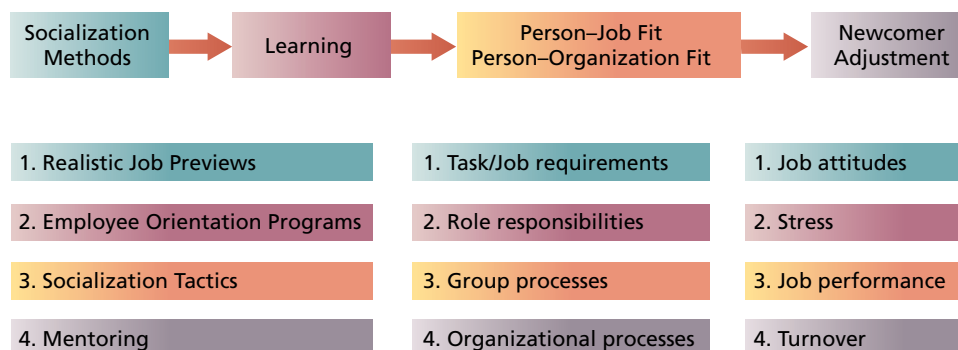 Socialization
Methods
Learning
Person–Job Fit
Person–Organization Fit
Newcomer
Adjustment
1. Realistic Job Previews
2. Employee Orientation Programs
3. Socialization Tactics
4. Mentoring
1. Task/Job requirements
2. Role responsibilities
3. Group processes
4. Organizational processes
1. Job attitudes
2. Stress
3. Job performance
4. Turnover